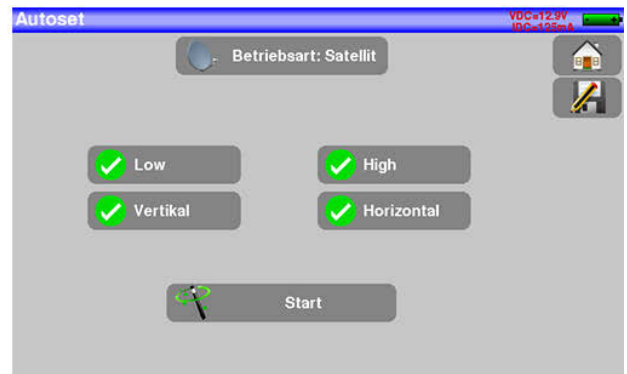 Autoset
VDC=12.9V
IDC=125mA
Betriebsart: Satellit
Low
High
Vertikal
Horizontal
Start